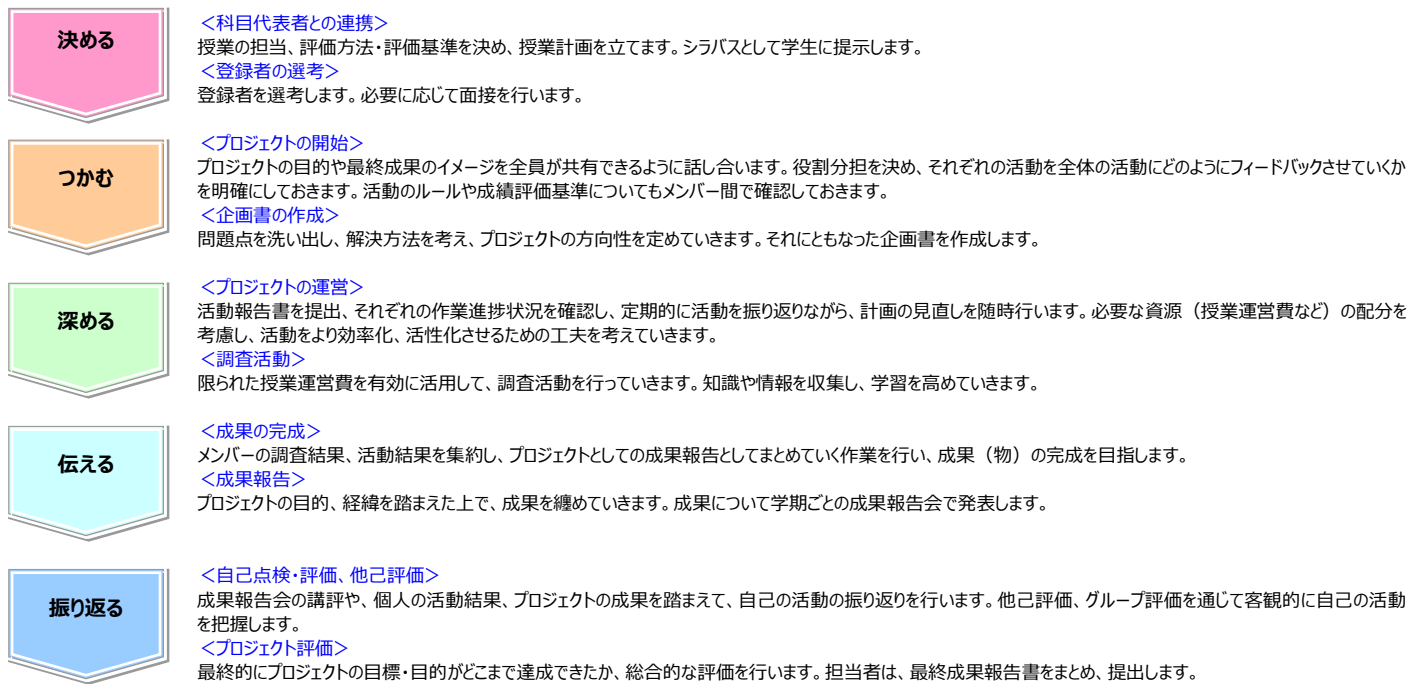 決める
＜科目代表者との連携＞
授業の担当、評価方法・評価基準を決め、授業計画を立てます。シラバスとして学生に提示します。
＜登録者の選考＞
登録者を選考します。必要に応じて面接を行います。
つかむ
＜プロジェクトの開始＞
プロジェクトの目的や最終成果のイメージを全員が共有できるように話し合います。役割分担を決め、それぞれの活動を全体の活動にどのようにフィードバックさせていくか
を明確にしておきます。活動のルールや成績評価基準についてもメンバー間で確認しておきます。
＜企画書の作成＞
問題点を洗い出し、解決方法を考え、プロジェクトの方向性を定めていきます。それにともなった企画書を作成します。
深める
＜プロジェクトの運営＞
活動報告書を提出、それぞれの作業進捗状況を確認し、定期的に活動を振り返りながら、計画の見直しを随時行います。必要な資源（授業運営費など）の配分を
考慮し、活動をより効率化、活性化させるための工夫を考えていきます。
＜調査活動＞
限られた授業運営費を有効に活用して、調査活動を行っていきます。知識や情報を収集し、学習を高めていきます。
伝える
＜成果の完成＞
メンバーの調査結果、活動結果を集約し、プロジェクトとしての成果報告としてまとめていく作業を行い、成果（物）の完成を目指します。
＜成果報告＞
プロジェクトの目的、経緯を踏まえた上で、成果を纏めていきます。成果について学期ごとの成果報告会で発表します。
振り返る
＜自己点検・評価、他己評価＞
成果報告会の講評や、個人の活動結果、プロジェクトの成果を踏まえて、自己の活動の振り返りを行います。他己評価、グループ評価を通じて客観的に自己の活動
を把握します。
＜プロジェクト評価＞
最終的にプロジェクトの目標・目的がどこまで達成できたか、総合的な評価を行います。担当者は、最終成果報告書をまとめ、提出します。